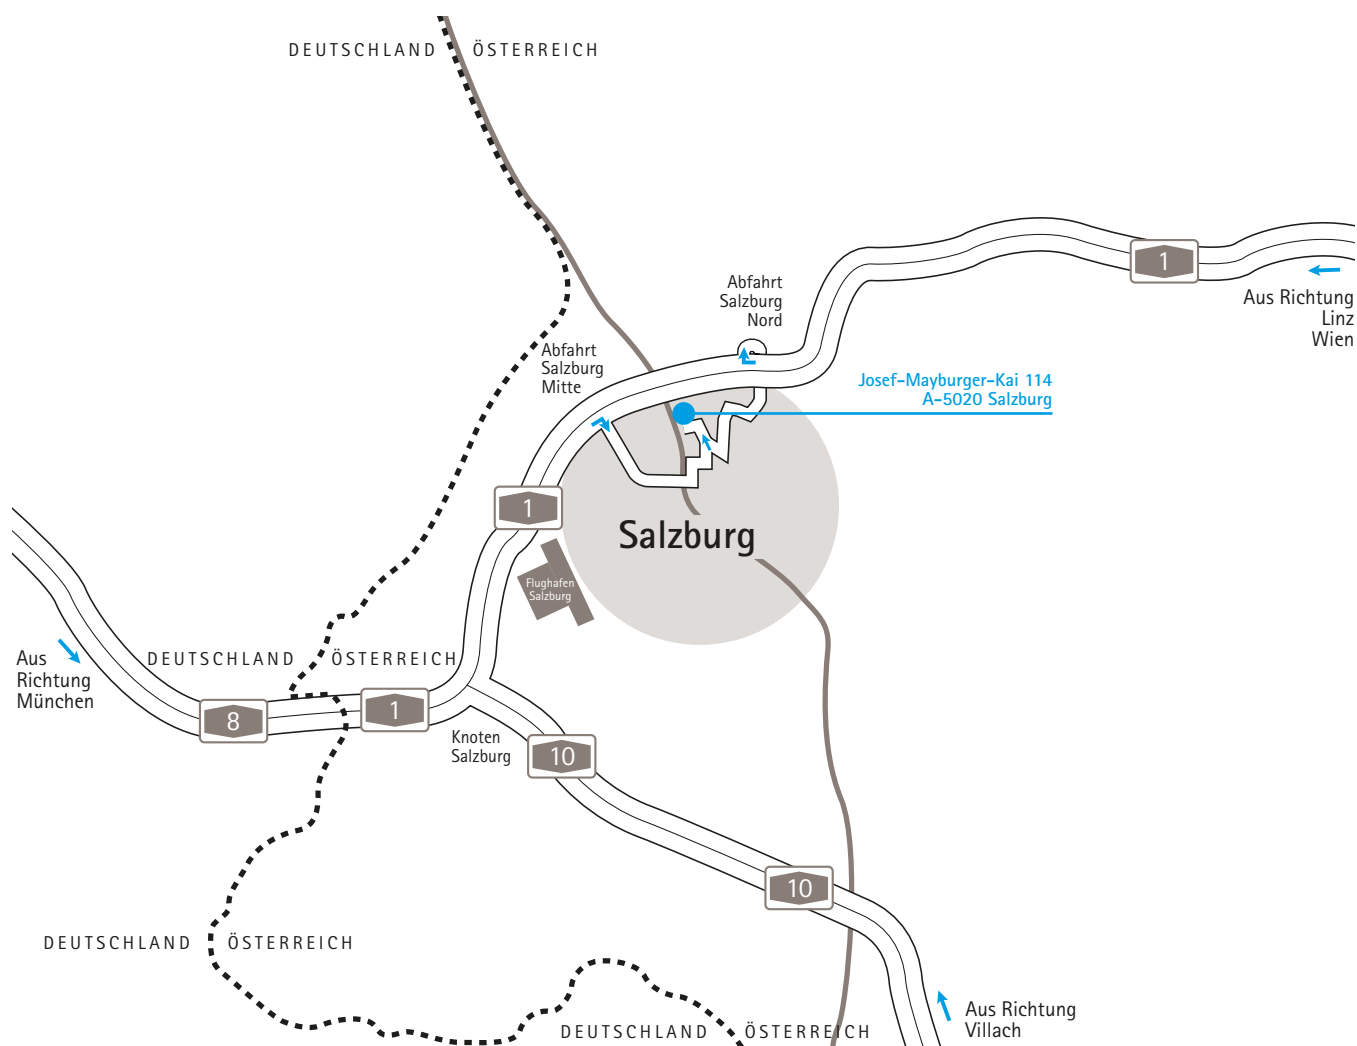 DEUTSCHLAND ÖSTERREICH
1
Aus Richtung
Linz
Wien
Abfahrt
Salzburg
Nord
Abfahrt
Salzburg
Mitte
Josef-Mayburger-Kai 114
A-5020 Salzburg
1
Salzburg
Flughafen
Salzburg
Aus
Richtung
München
DEUTSCHLAND ÖSTERREICH
8
1
Knoten
Salzburg
10
10
DEUTSCHLAND ÖSTERREICH
Aus Richtung
Villach
DEUTSCHLAND ÖSTERREICH